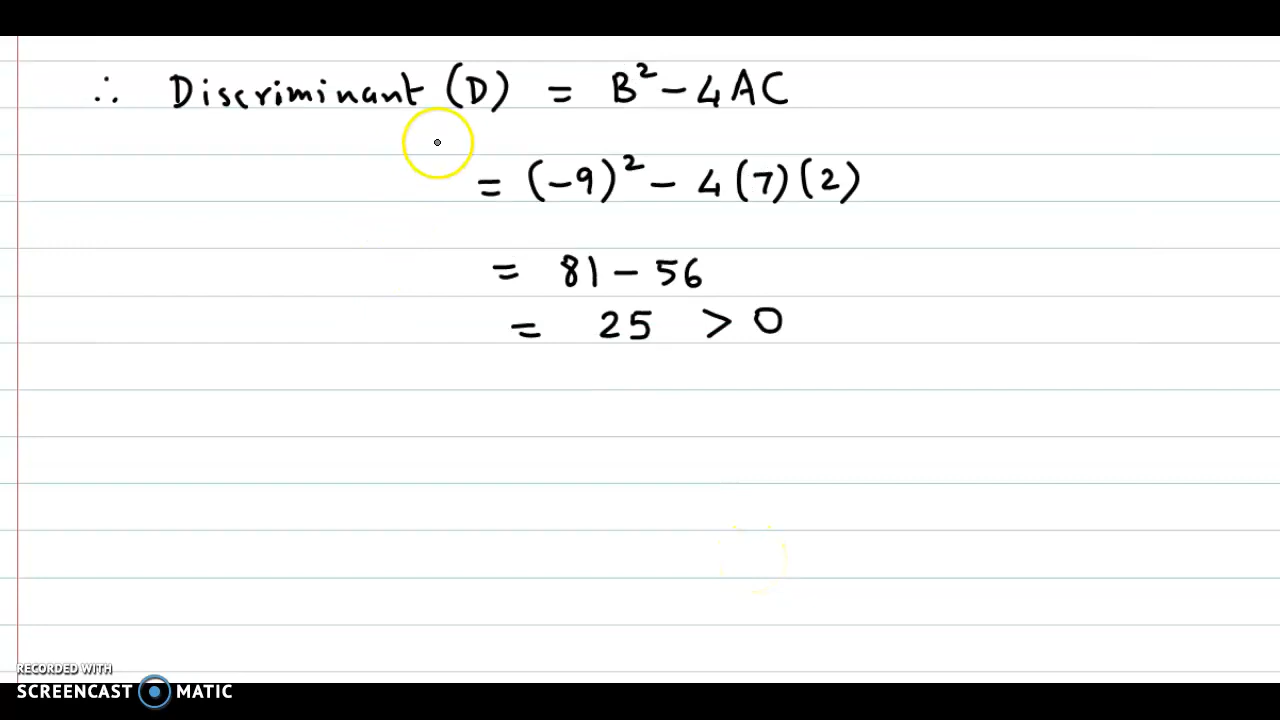 ∴ Discriminant (D) = B² - 4AC
= (-9)² - 4(7)(2)
= 81 - 56
= 25 > 0
RECORDED WITH
SCREENCAST MATIC